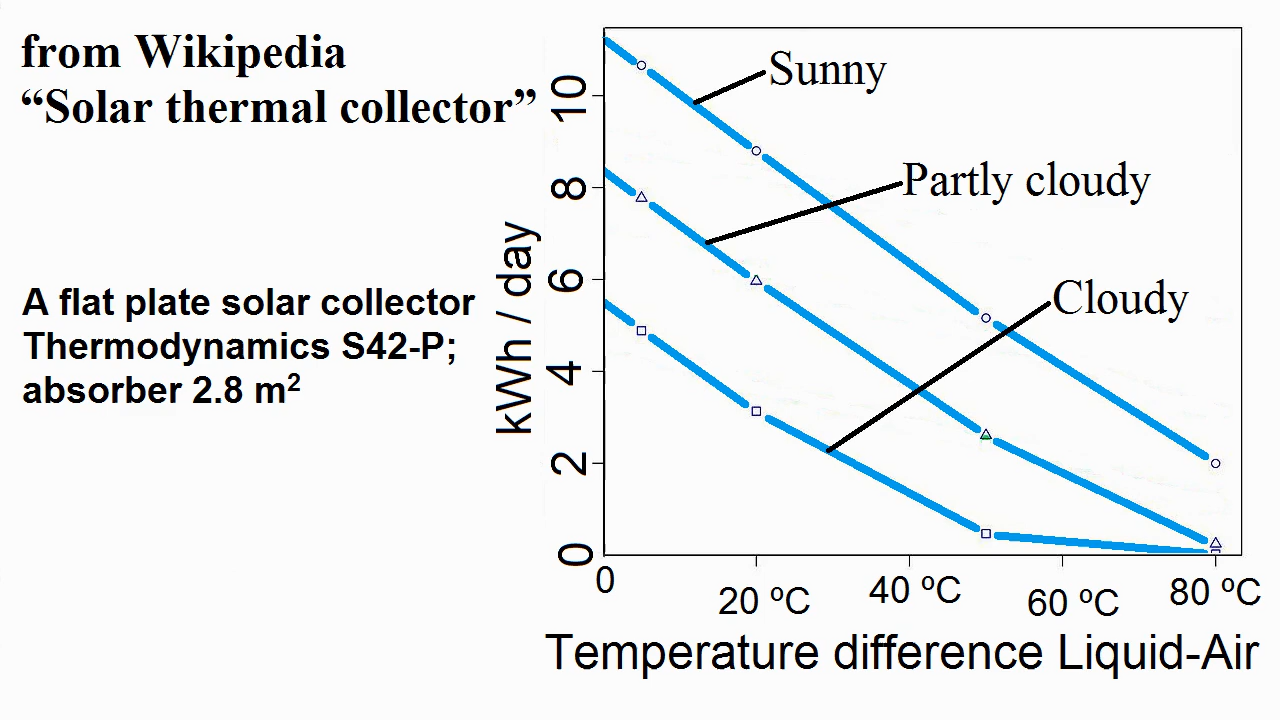 from Wikipedia
“Solar thermal collector”
A flat plate solar collector
Thermodynamics S42-P;
absorber 2.8 m²
kWh / day
10
8
6
4
2
0
Sunny
Partly cloudy
Cloudy
0
20 ºC
40 ºC
60 ºC
80 ºC
Temperature difference Liquid-Air